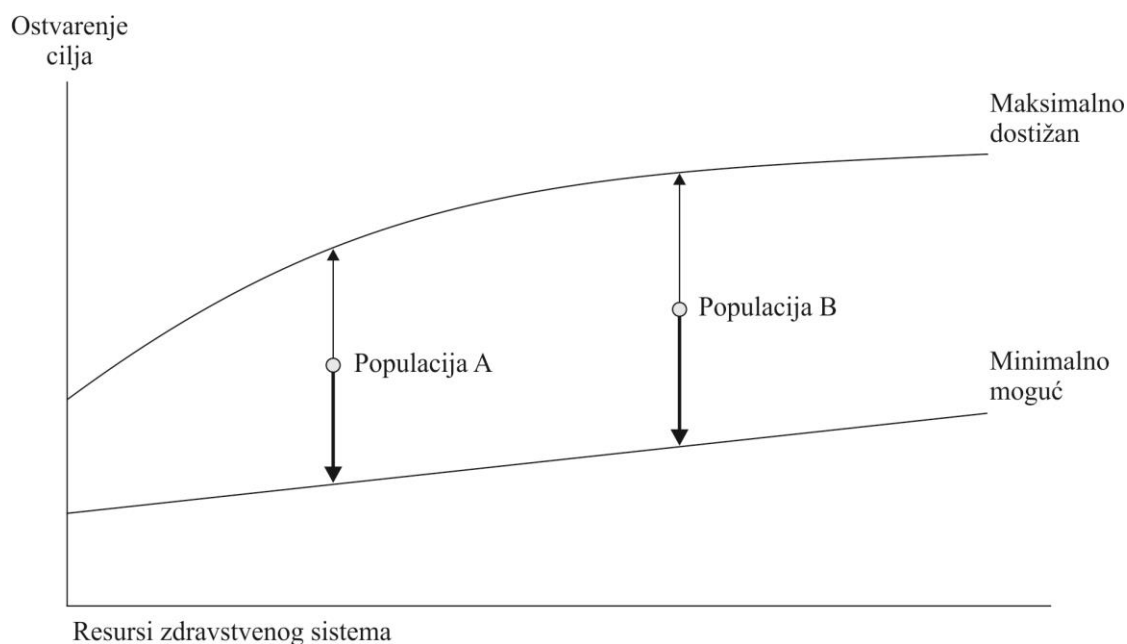 Ostvarenje
cilja
Maksimalno
dostižan
Populacija B
Populacija A
Minimalno
moguć
Resursi zdravstvenog sistema